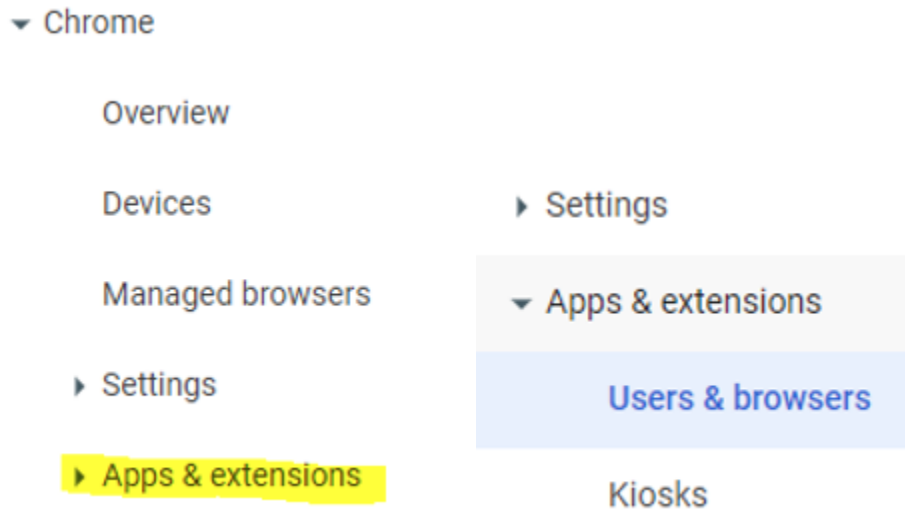 Chrome
Overview
Devices
Managed browsers
Settings
Apps & extensions
Settings
Apps & extensions
Users & browsers
Kiosks